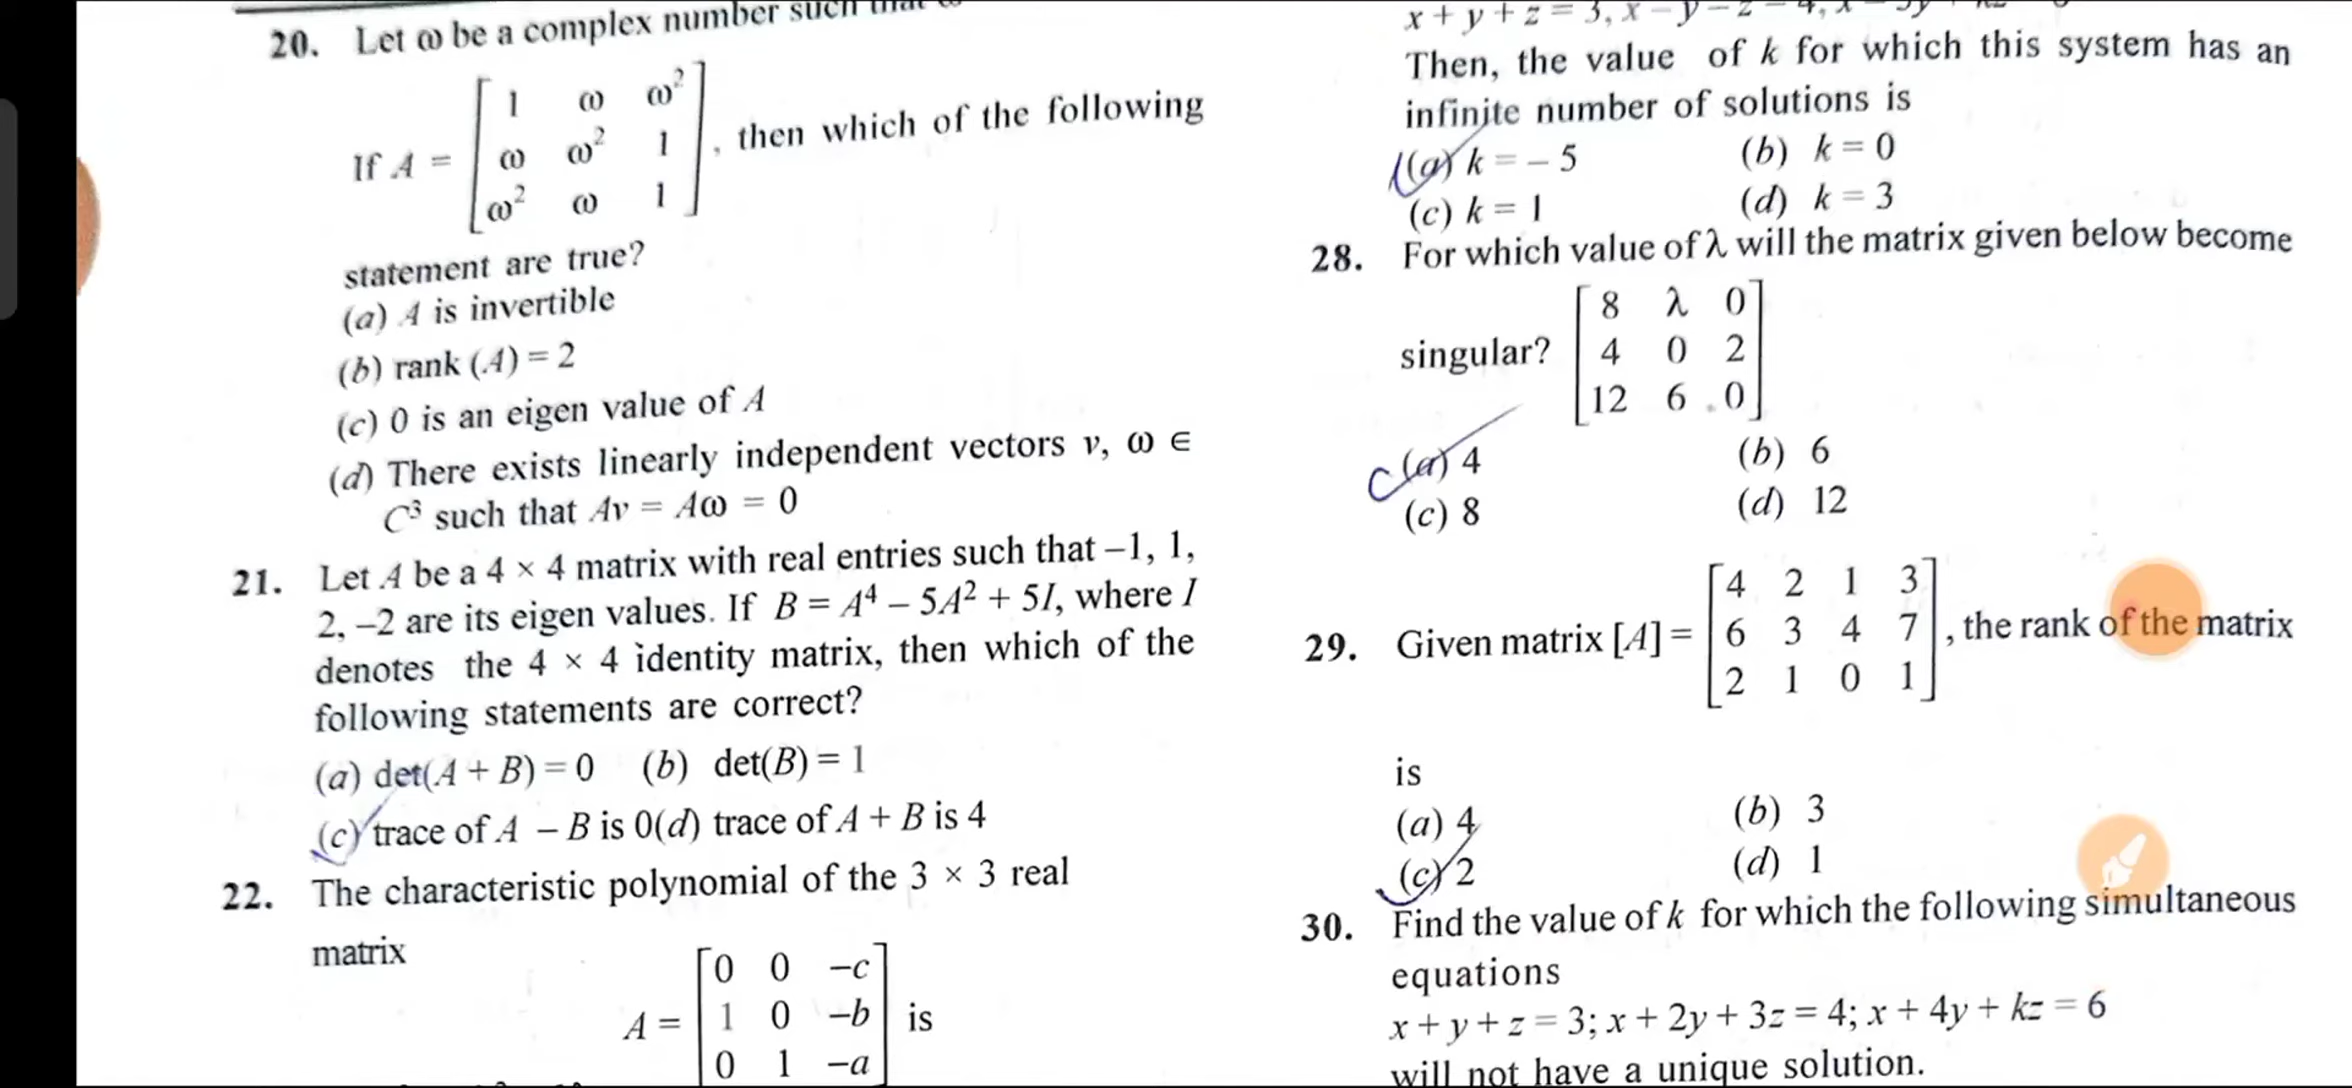 20. Let ω be a complex number such that ω
If A = [1 ω ω²
ω ω² 1
ω² ω 1], then which of the following
statement are true?
(a) A is invertible
(b) rank (A) = 2
(c) 0 is an eigen value of A
(d) There exists linearly independent vectors v, ω ∈
C³ such that Av = Aω = 0
21. Let A be a 4 × 4 matrix with real entries such that –1, 1,
2, –2 are its eigen values. If B = A⁴ – 5A² + 5I, where I
denotes the 4 × 4 identity matrix, then which of the
following statements are correct?
(a) det(A + B) = 0 (b) det(B) = 1
(c) trace of A – B is 0(d) trace of A + B is 4
22. The characteristic polynomial of the 3 × 3 real
matrix
A = [0 0 –c
1 0 –b
0 1 –a] is
x + y + z = 3, x – y – z = 4, x
Then, the value of k for which this system has an
infinite number of solutions is
(a) k = – 5 (b) k = 0
(c) k = 1 (d) k = 3
28. For which value of λ will the matrix given below become
singular? [8 λ 0
4 0 2
12 6 0]
(a) 4 (b) 6
(c) 8 (d) 12
29. Given matrix [A] = [4 2 1 3
6 3 4 7
2 1 0 1], the rank of the matrix
is
(a) 4 (b) 3
(c) 2 (d) 1
30. Find the value of k for which the following simultaneous
equations
x + y + z = 3; x + 2y + 3z = 4; x + 4y + kz = 6
will not have a unique solution.